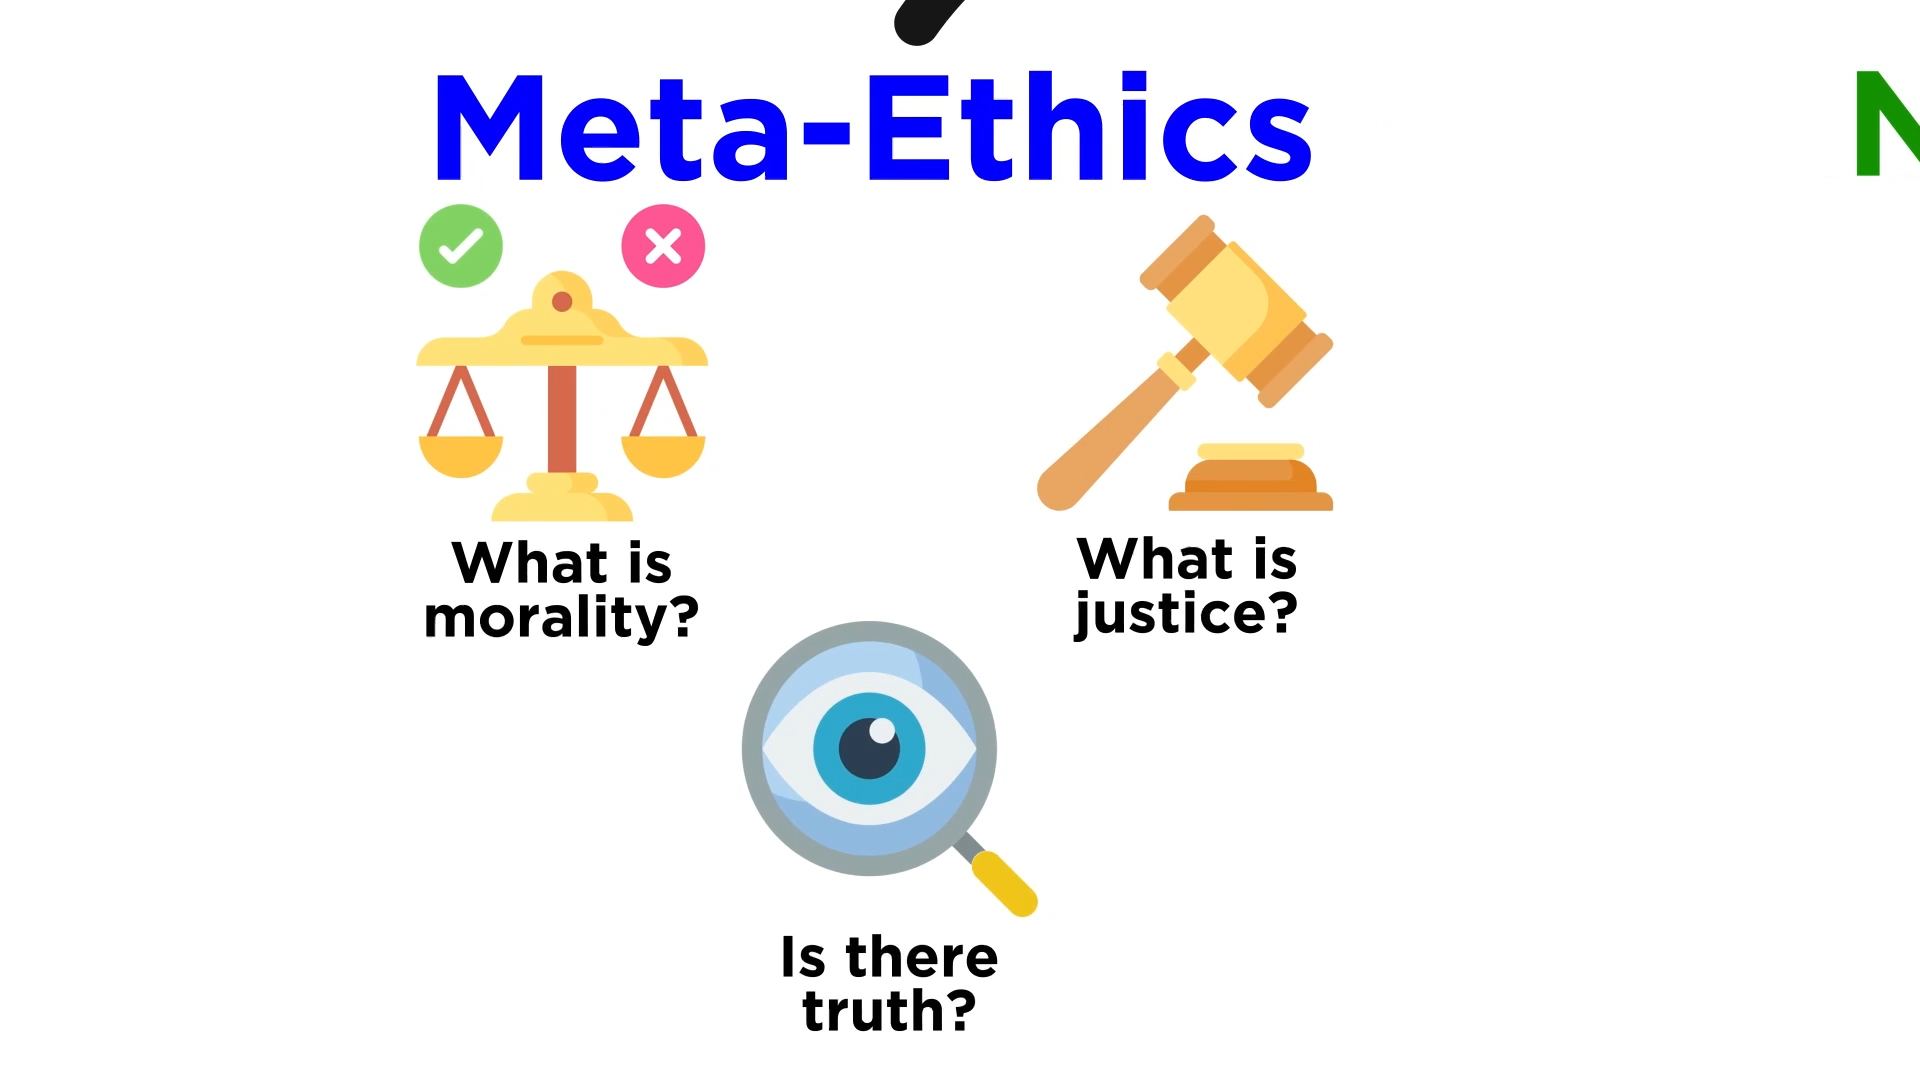 Meta-Ethics
N
What is
morality?
What is
justice?
Is there
truth?